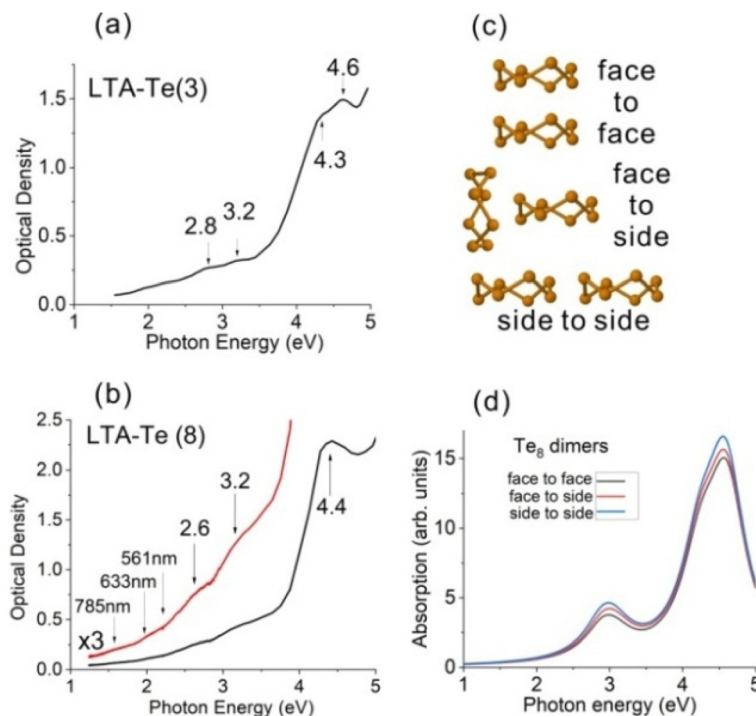 (a)
LTA-Te(3)
4.6
4.3
3.2
2.8
1.5
1.0
0.5
0.0
Optical Density
1 2 3 4 5
Photon Energy (eV)
(b)
LTA-Te (8)
3.2
2.6
561nm
633nm
785nm
x3
4.4
2.5
2.0
1.5
1.0
0.5
0.0
Optical Density
1 2 3 4 5
Photon Energy (eV)
(c)
face
to
face
face
to
side
side to side
(d)
Te8 dimers
face to face
face to side
side to side
15
10
5
0
Absorption (arb. units)
1 2 3 4 5
Photon energy (eV)